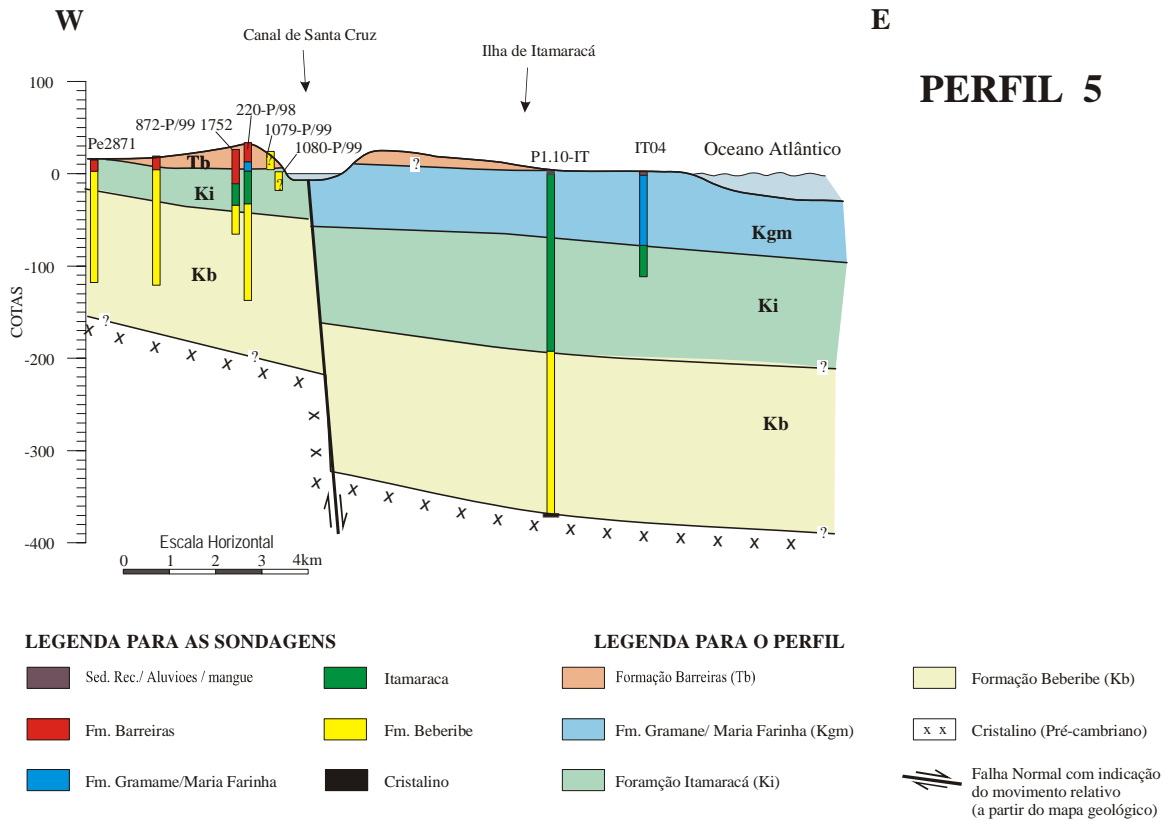 W
E
PERFIL 5
Canal de Santa Cruz
Ilha de Itamaracá
100
0
-100
-200
-300
-400
COTAS
Pe2871
872-P/99
1752
220-P/98
1079-P/99
1080-P/99
P1.10-IT
IT04
Oceano Atlântico
Tb
Ki
Kb
Kgm
Ki
Kb
?
?
?
?
?
?
?
x x x x x x x
x x x
x x x x x x x x x x x x x
Escala Horizontal
0 1 2 3 4km
LEGENDA PARA AS SONDAGENS
Sed. Rec./ Aluvioes / mangue
Fm. Barreiras
Fm. Gramame/Maria Farinha
Itamaraca
Fm. Beberibe
Cristalino
LEGENDA PARA O PERFIL
Formação Barreiras (Tb)
Fm. Gramane/ Maria Farinha (Kgm)
Foramção Itamaracá (Ki)
Formação Beberibe (Kb)
x x
Cristalino (Pré-cambriano)
Falha Normal com indicação
do movimento relativo
(a partir do mapa geológico)